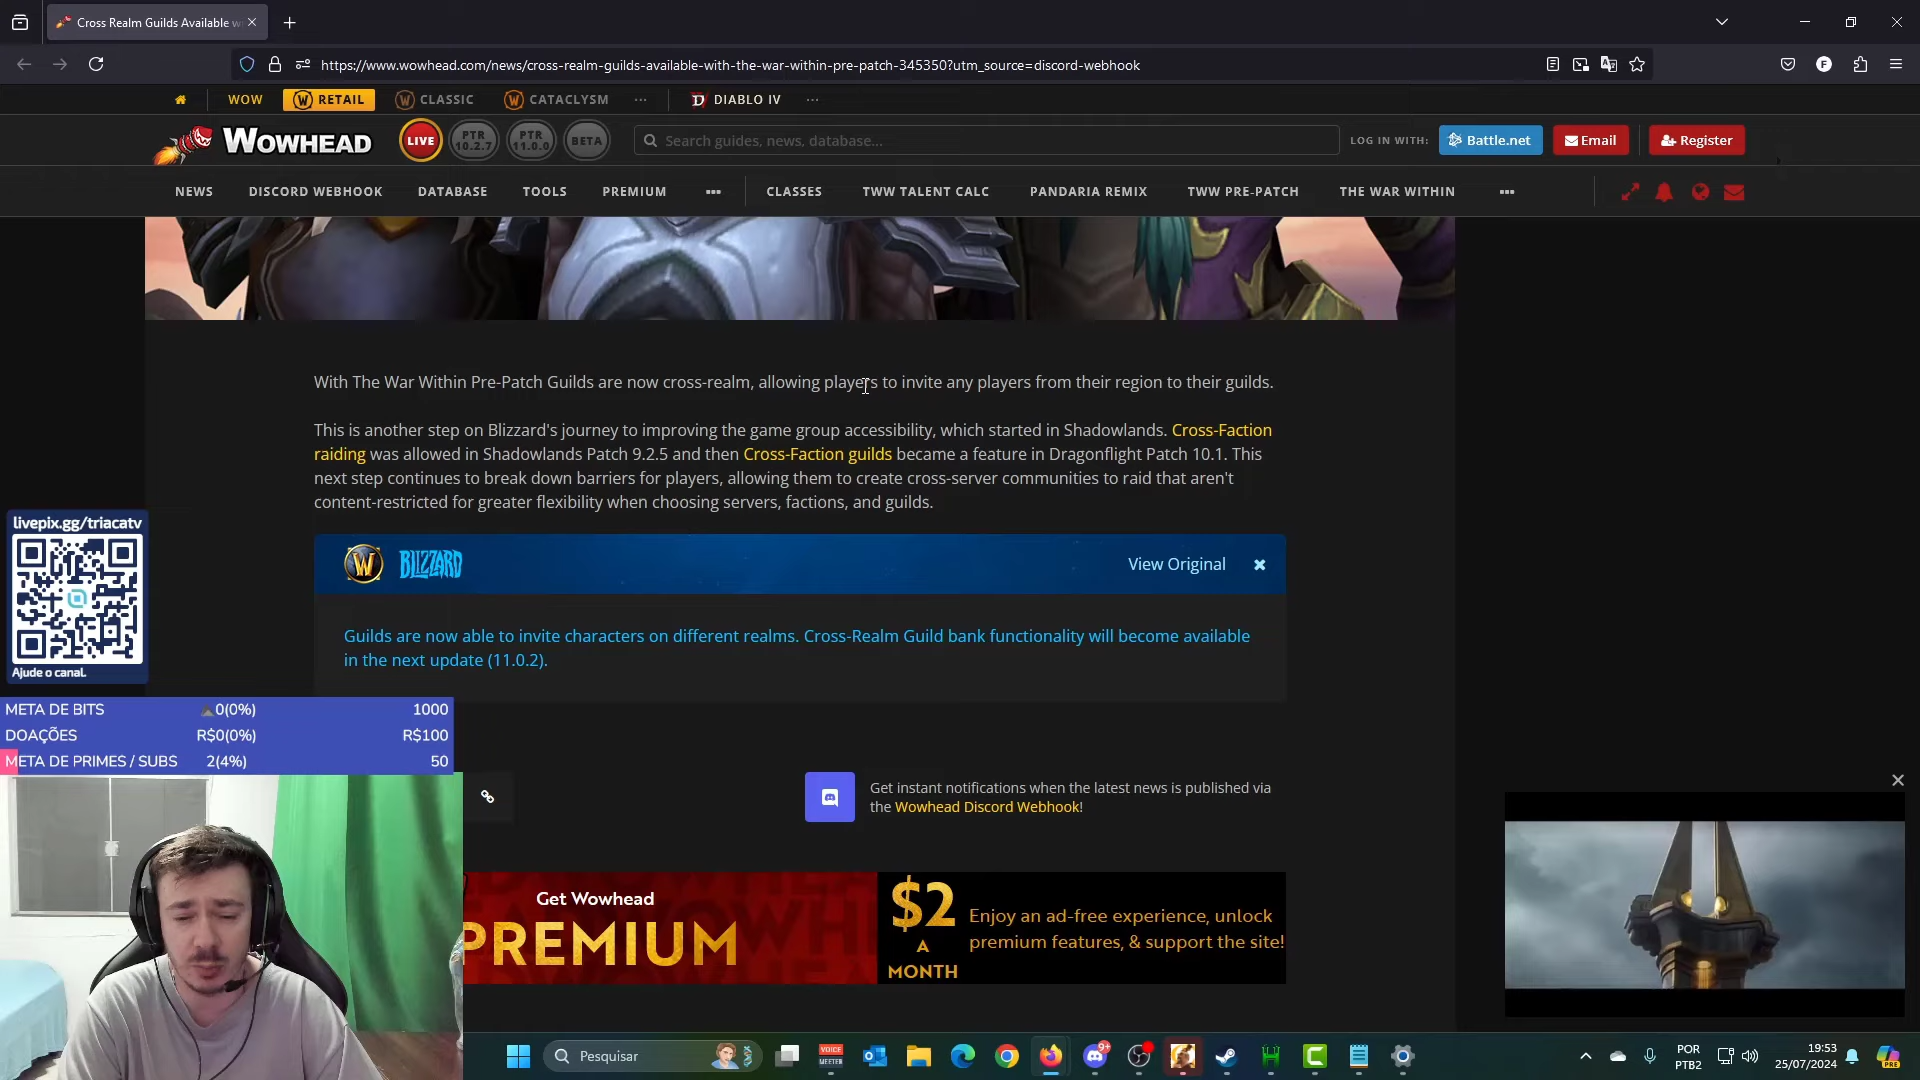 Cross Realm Guilds Available w
https://www.wowhead.com/news/cross-realm-guilds-available-with-the-war-within-pre-patch-345350?utm_source=discord-webhook
WOW RETAIL CLASSIC CATACLYSM ... DIABLO IV ...
WOWHEAD LIVE PTR 10.2.7 PTR 11.0.0 BETA Search guides, news, database... LOG IN WITH: Battle.net Email Register
NEWS DISCORD WEBHOOK DATABASE TOOLS PREMIUM ... CLASSES TWW TALENT CALC PANDARIA REMIX TWW PRE-PATCH THE WAR WITHIN ...
With The War Within Pre-Patch Guilds are now cross-realm, allowing players to invite any players from their region to their guilds.
This is another step on Blizzard's journey to improving the game group accessibility, which started in Shadowlands. Cross-Faction
raiding was allowed in Shadowlands Patch 9.2.5 and then Cross-Faction guilds became a feature in Dragonflight Patch 10.1. This
next step continues to break down barriers for players, allowing them to create cross-server communities to raid that aren't
content-restricted for greater flexibility when choosing servers, factions, and guilds.
W BLIZZARD View Original
Guilds are now able to invite characters on different realms. Cross-Realm Guild bank functionality will become available
in the next update (11.0.2).
livepix.gg/triacatv
Ajude o canal.
META DE BITS 0(0%) 1000
DOAÇÕES R$0(0%) R$100
META DE PRIMES / SUBS 2(4%) 50
Get instant notifications when the latest news is published via
the Wowhead Discord Webhook!
Get Wowhead
PREMIUM
$2
A
MONTH
Enjoy an ad-free experience, unlock
premium features, & support the site!
Pesquisar
VOICE
MEETER
9+
POR
PTB2
19:53
25/07/2024
PRE